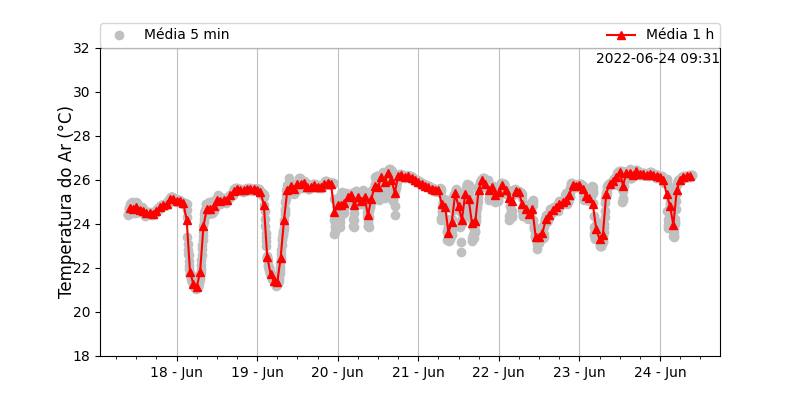 Média 5 min
Média 1 h
2022-06-24 09:31
Temperatura do Ar (°C)
32
30
28
26
24
22
20
18
18 - Jun
19 - Jun
20 - Jun
21 - Jun
22 - Jun
23 - Jun
24 - Jun